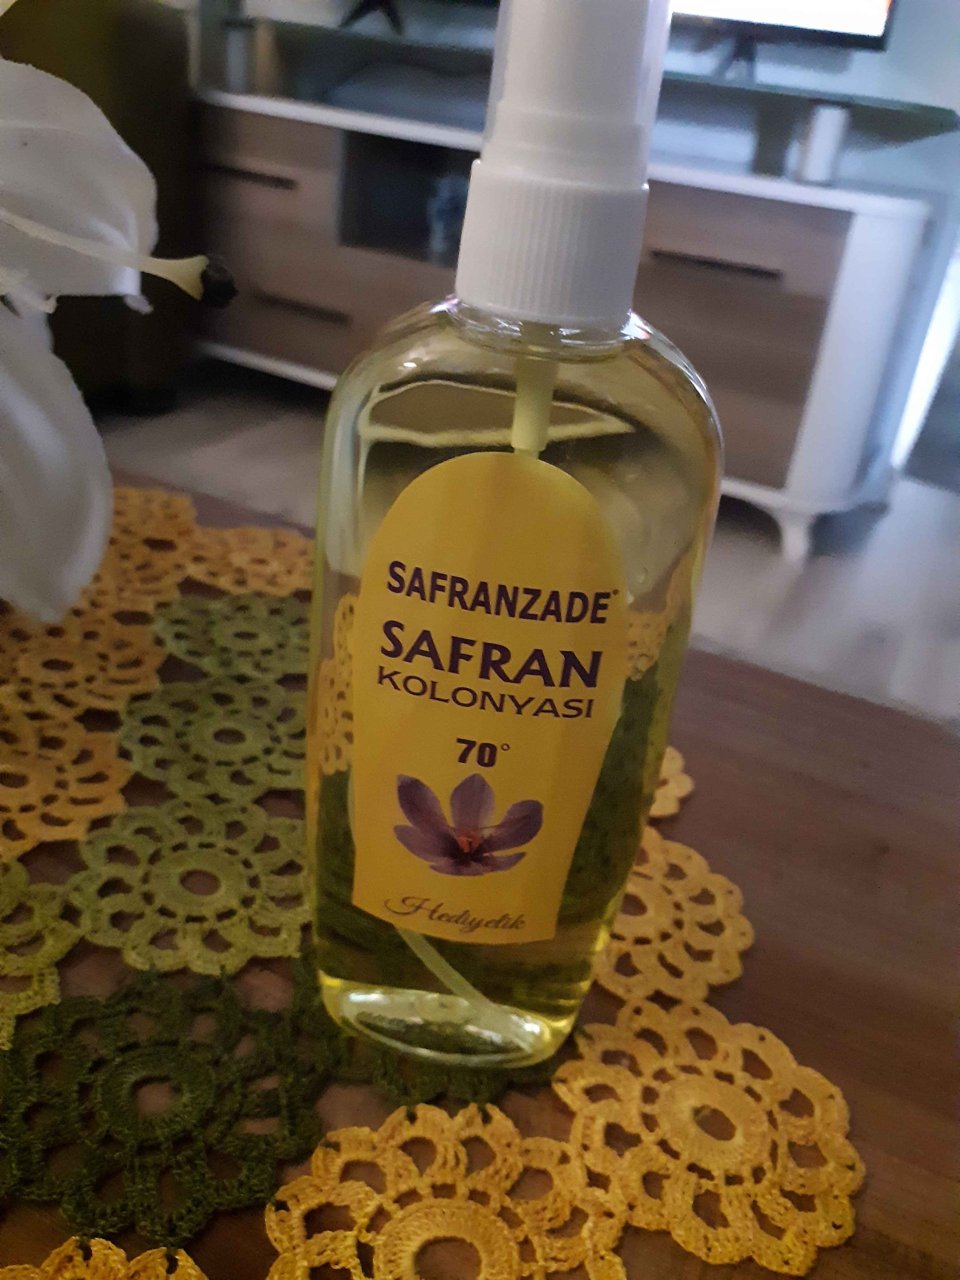 SAFRANZADE®
SAFRAN
KOLONYASI
70°
Hediyelik